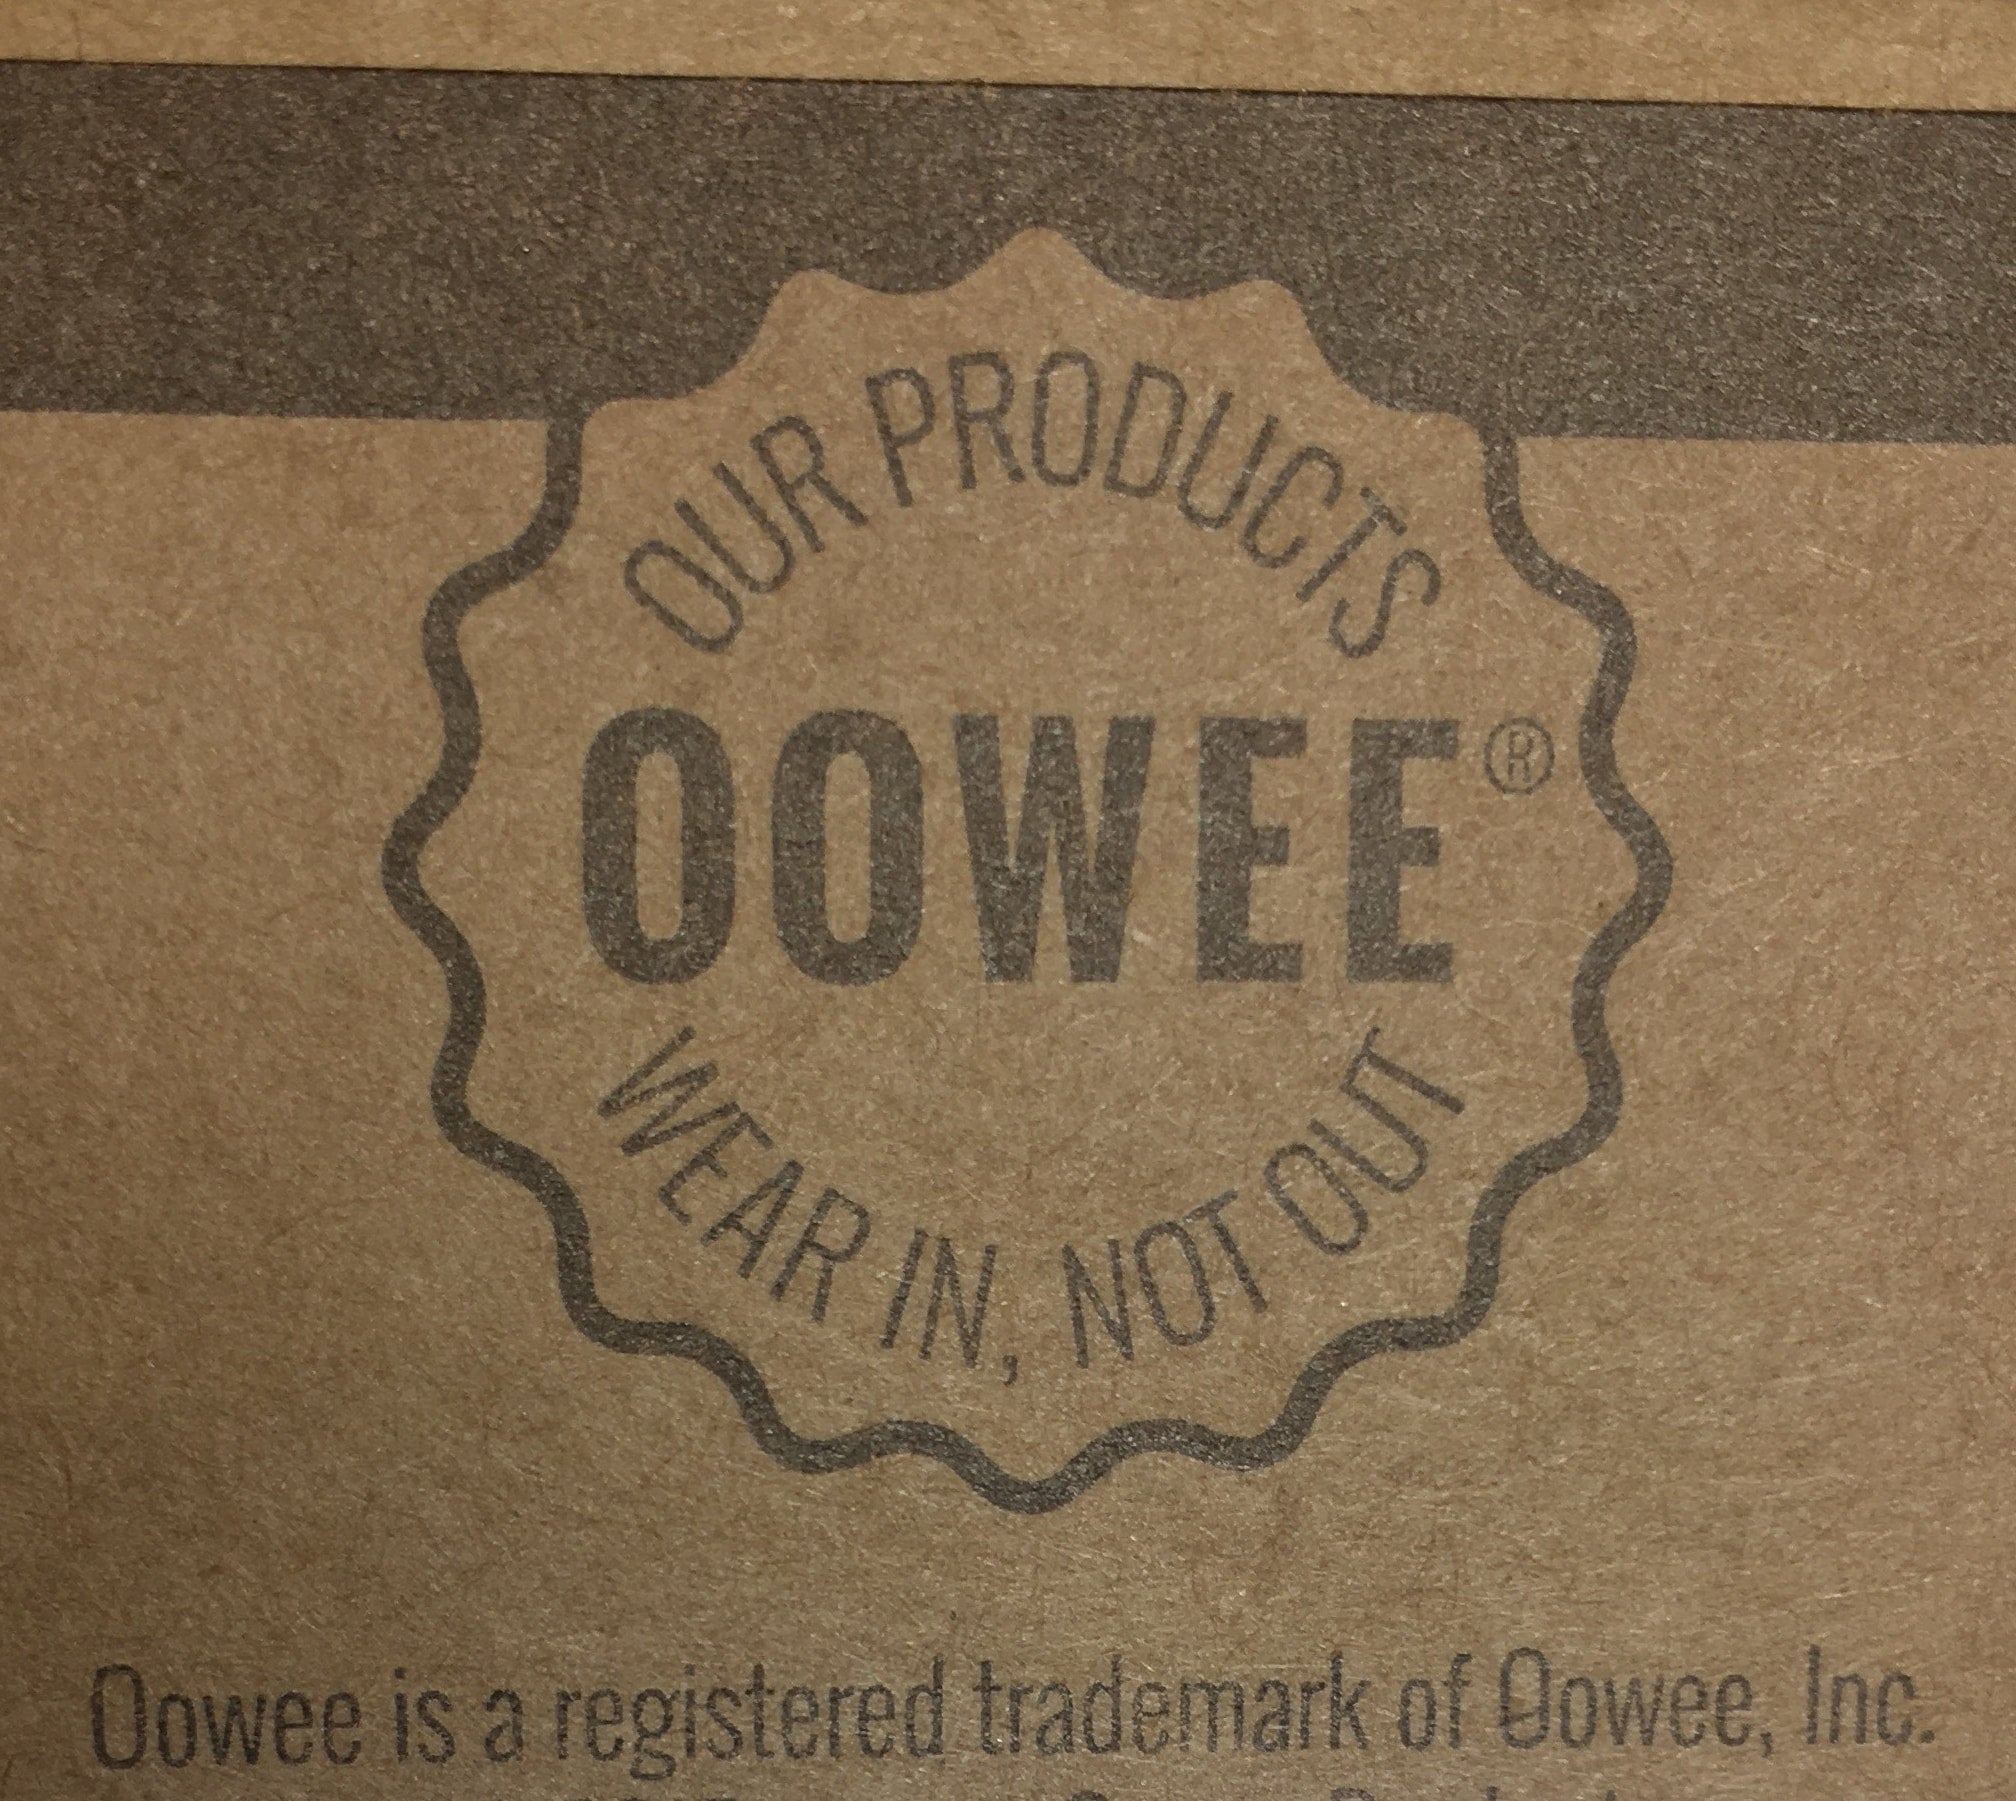 OUR PRODUCTS
OOWEE®
WEAR IN, NOT OUT
Oowee is a registered trademark of Oowee, Inc.